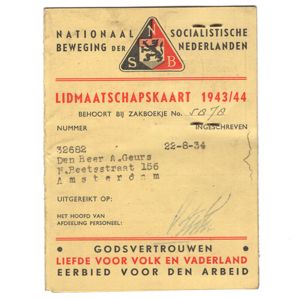 NATIONAAL SOCIALISTISCHE
BEWEGING DER NEDERLANDEN
N
S B
LIDMAATSCHAPSKAART 1943/44
BEHOORT BIJ ZAKBOEKJE No. 5878
NUMMER INGESCHREVEN
32682 22-8-34
Den Heer A.Geurs
N.Beetsstraat 156
Amsterdam
UITGEREIKT OP:
HET HOOFD VAN
AFDEELING PERSONEEL:
GODSVERTROUWEN
LIEFDE VOOR VOLK EN VADERLAND
EERBIED VOOR DEN ARBEID